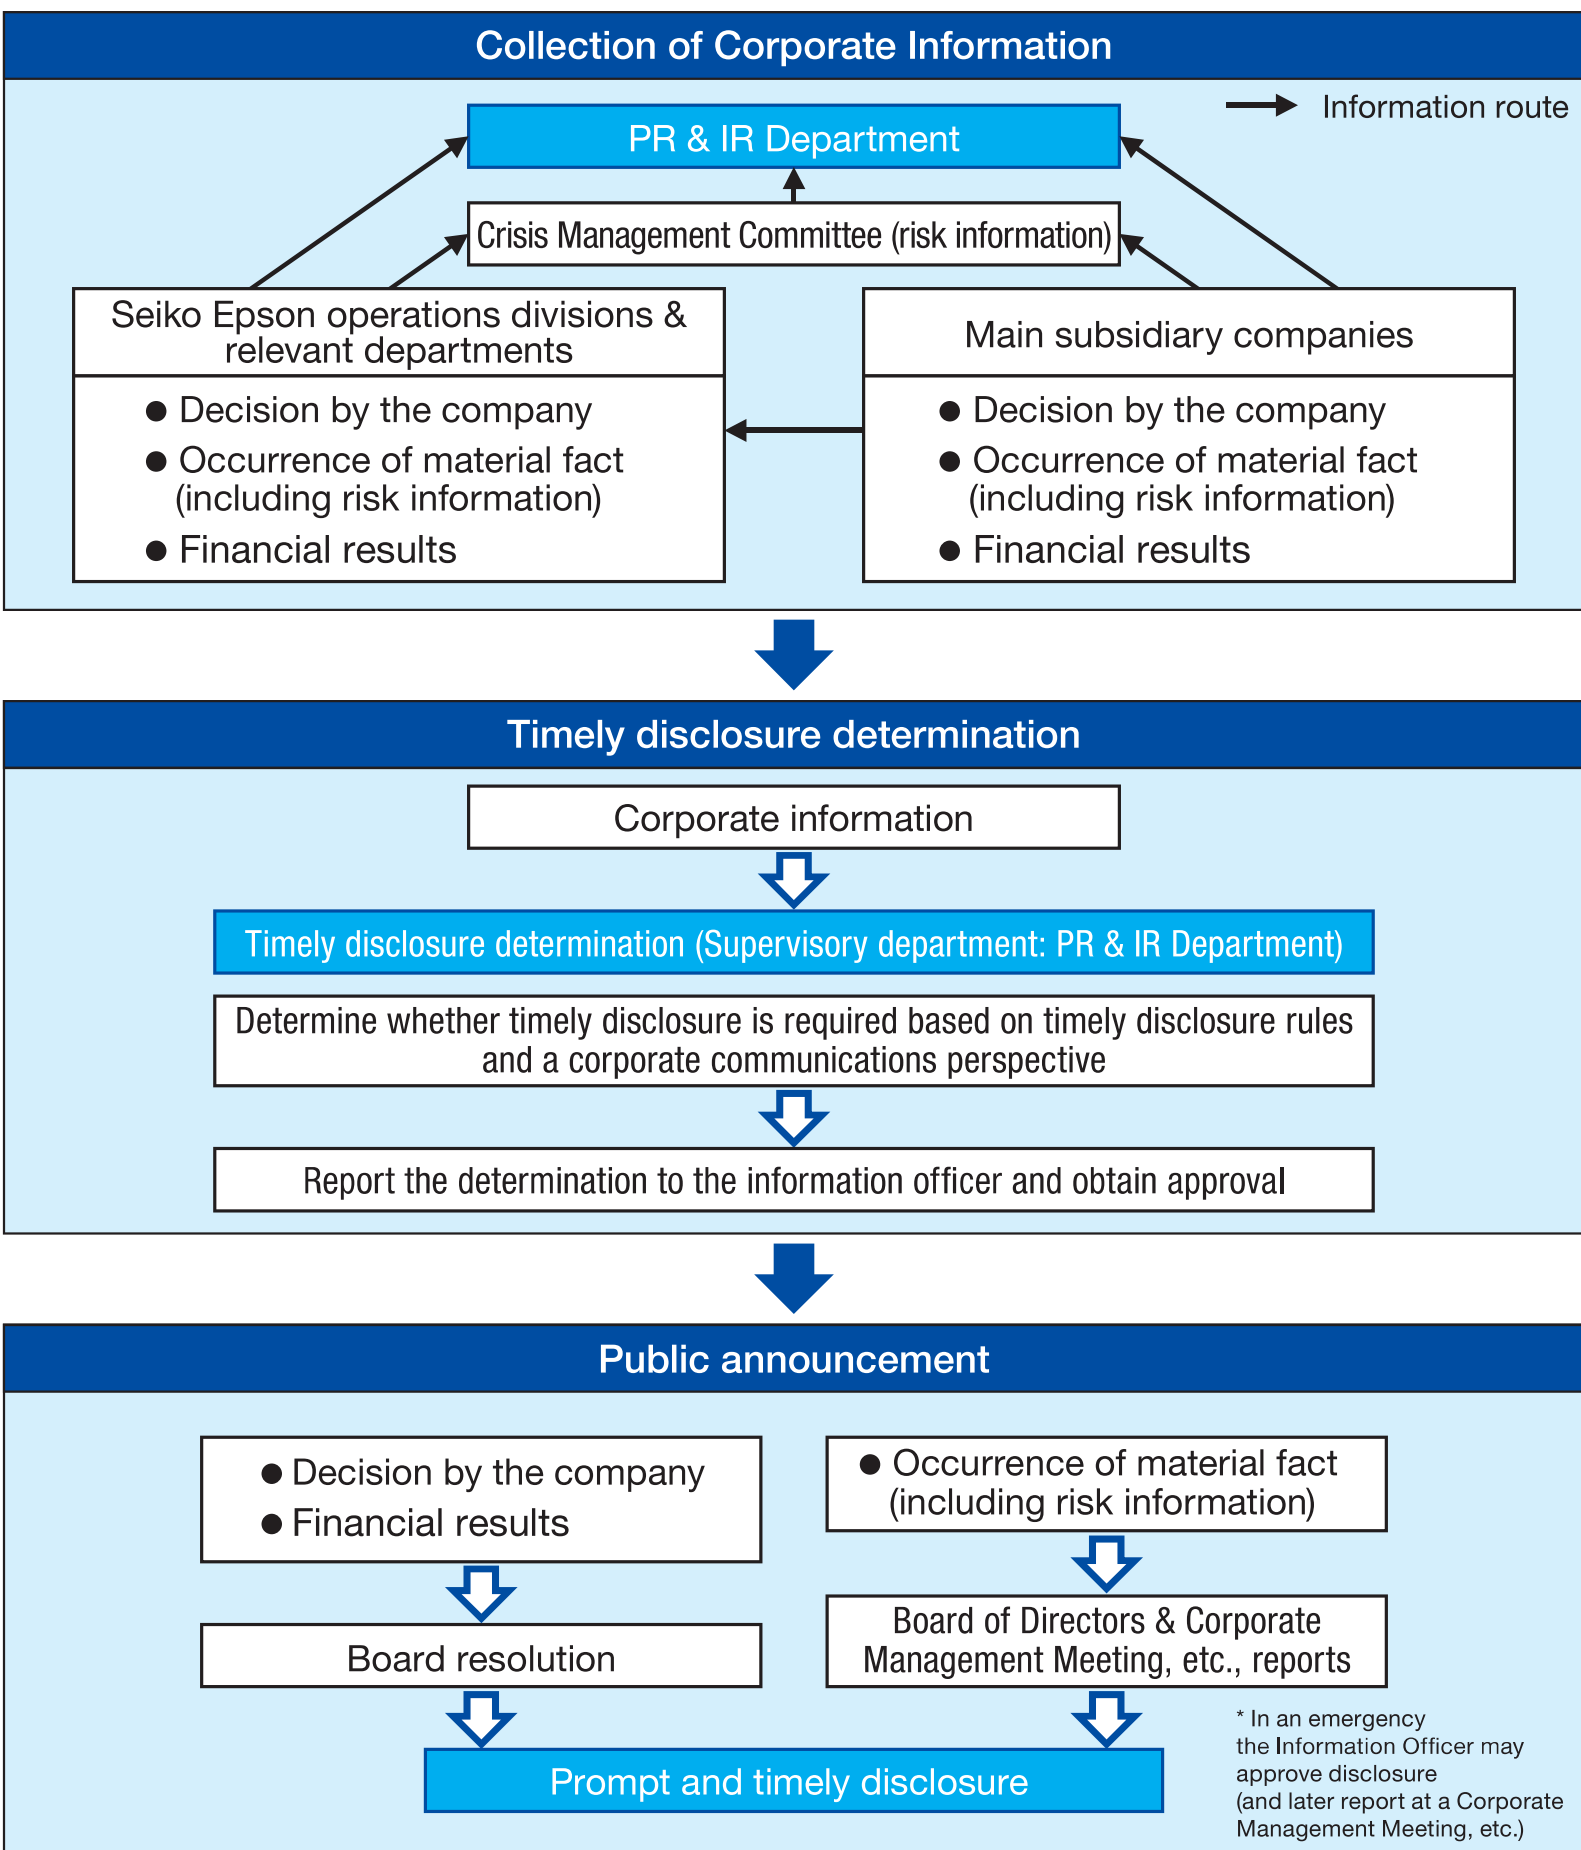 Collection of Corporate Information
Information route
PR & IR Department
Crisis Management Committee (risk information)
Seiko Epson operations divisions &
relevant departments
● Decision by the company
● Occurrence of material fact
(including risk information)
● Financial results
Main subsidiary companies
● Decision by the company
● Occurrence of material fact
(including risk information)
● Financial results
Timely disclosure determination
Corporate information
Timely disclosure determination (Supervisory department: PR & IR Department)
Determine whether timely disclosure is required based on timely disclosure rules
and a corporate communications perspective
Report the determination to the information officer and obtain approval
Public announcement
● Decision by the company
● Financial results
Board resolution
● Occurrence of material fact
(including risk information)
Board of Directors & Corporate
Management Meeting, etc., reports
Prompt and timely disclosure
* In an emergency
the Information Officer may
approve disclosure
(and later report at a Corporate
Management Meeting, etc.)